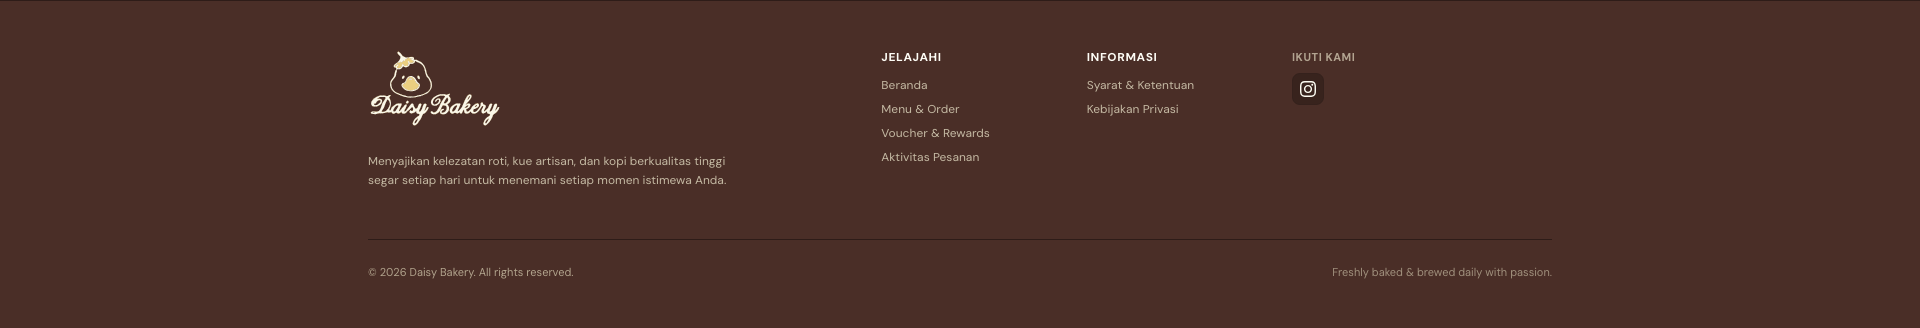 Daisy Bakery
Menyajikan kelezatan roti, kue artisan, dan kopi berkualitas tinggi
segar setiap hari untuk menemani setiap momen istimewa Anda.
JELAJAHI
Beranda
Menu & Order
Voucher & Rewards
Aktivitas Pesanan
INFORMASI
Syarat & Ketentuan
Kebijakan Privasi
IKUTI KAMI
© 2026 Daisy Bakery. All rights reserved.
Freshly baked & brewed daily with passion.